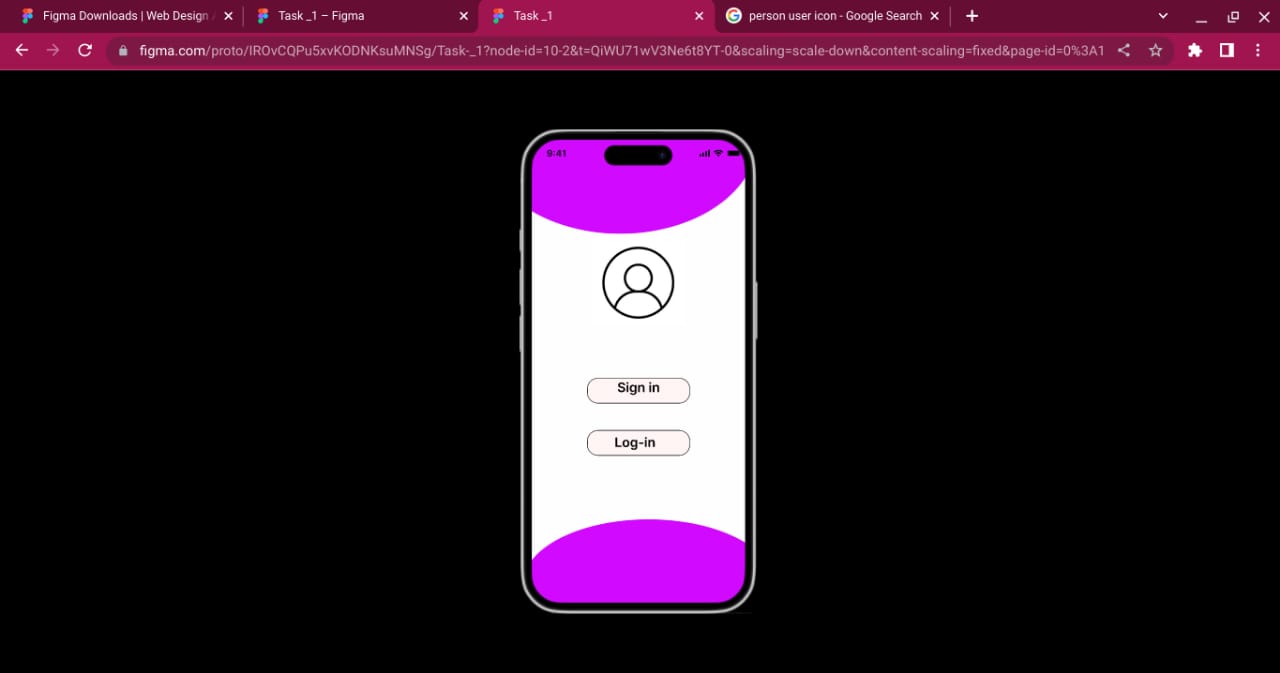 Figma Downloads | Web Design A
Task _1 – Figma
Task _1
person user icon - Google Search
figma.com/proto/IROvCQPu5xvKODNKsuMNSg/Task-_1?node-id=10-2&t=QiWU71wV3Ne6t8YT-0&scaling=scale-down&content-scaling=fixed&page-id=0%3A1
9:41
Sign in
Log-in